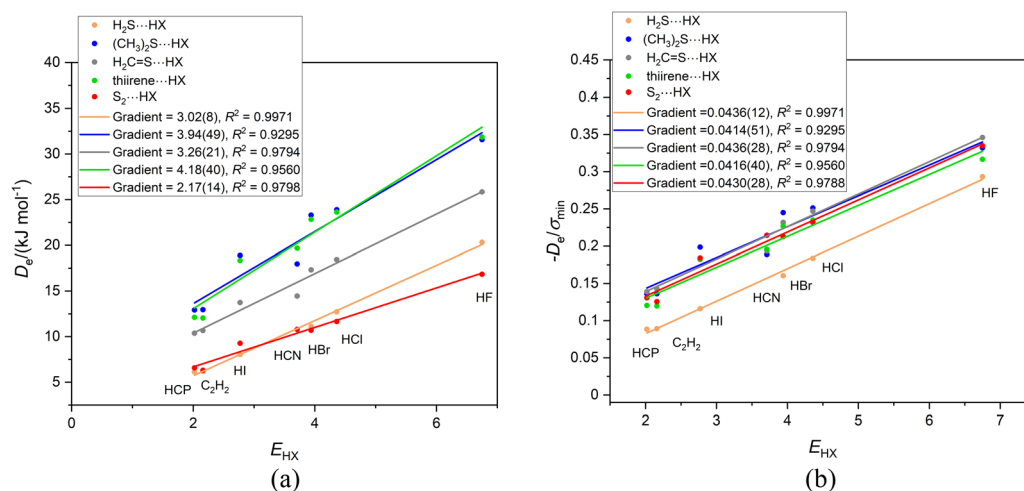 H₂S···HX
(CH₃)₂S···HX
H₂C=S···HX
thiirene···HX
S₂···HX
Gradient = 3.02(8), R² = 0.9971
Gradient = 3.94(49), R² = 0.9295
Gradient = 3.26(21), R² = 0.9794
Gradient = 4.18(40), R² = 0.9560
Gradient = 2.17(14), R² = 0.9798
40
35
30
25
20
15
10
5
Dₑ/(kJ mol⁻¹)
HCP
C₂H₂
HI
HCN
HBr
HCl
HF
0
2
4
6
E_HX
(a)
H₂S···HX
(CH₃)₂S···HX
H₂C=S···HX
thiirene···HX
S₂···HX
Gradient =0.0436(12), R² = 0.9971
Gradient =0.0414(51), R² = 0.9295
Gradient =0.0436(28), R² = 0.9794
Gradient =0.0416(40), R² = 0.9560
Gradient =0.0430(28), R² = 0.9788
0.45
0.40
0.35
0.30
0.25
0.20
0.15
0.10
0.05
0
-Dₑ/σ_min
HCP
C₂H₂
HI
HCN
HBr
HCl
HF
1
2
3
4
5
6
7
E_HX
(b)